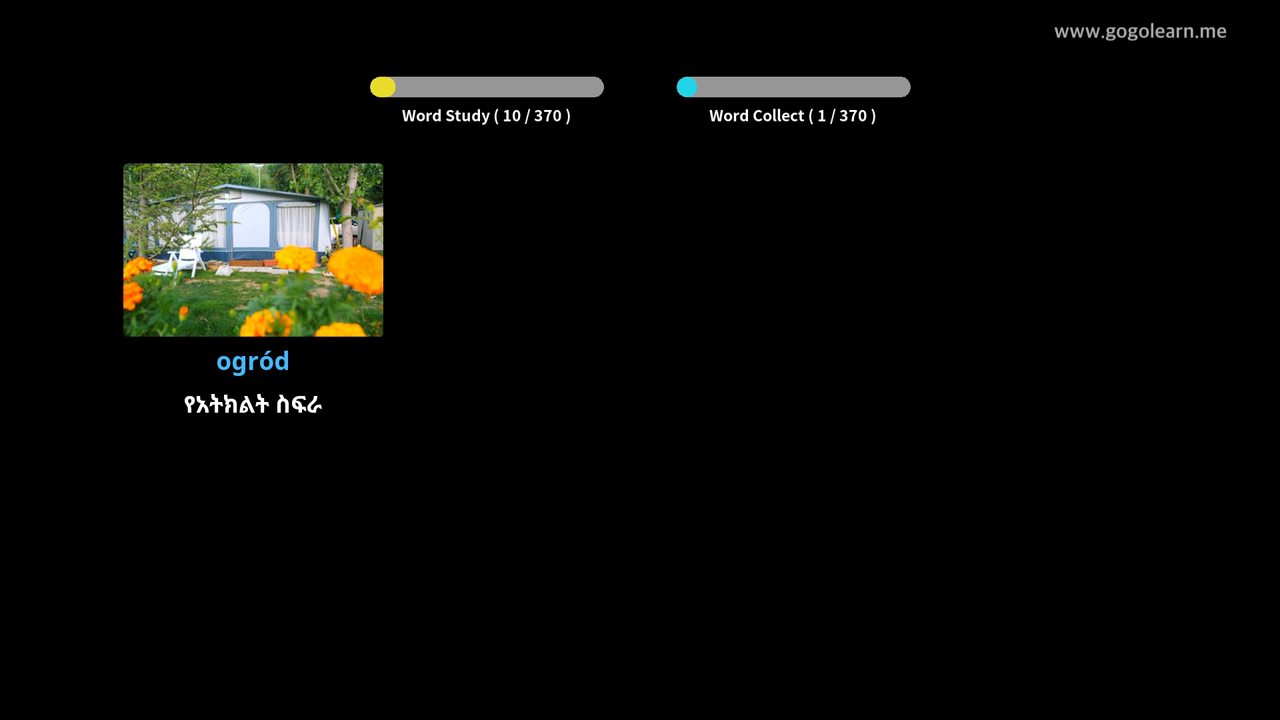 www.gogolearn.me
Word Study ( 10 / 370 )
Word Collect ( 1 / 370 )
ogród
የአትክልት ስፍራ